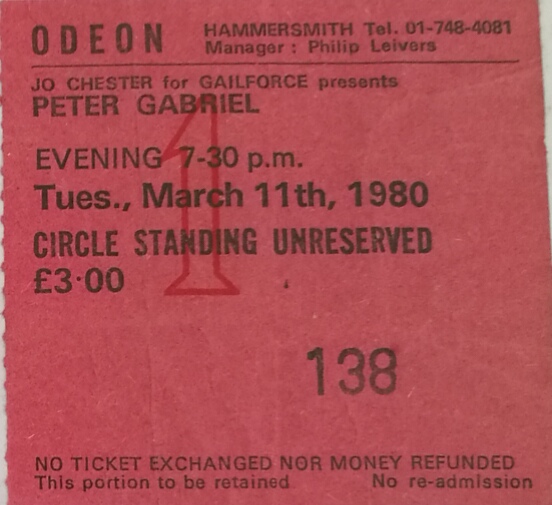 ODEON
HAMMERSMITH Tel. 01-748-4081
Manager : Philip Leivers
JO CHESTER for GAILFORCE presents
PETER GABRIEL
EVENING 7-30 p.m.
Tues., March 11th, 1980
CIRCLE STANDING UNRESERVED
£3·00
1
138
NO TICKET EXCHANGED NOR MONEY REFUNDED
This portion to be retained No re-admission